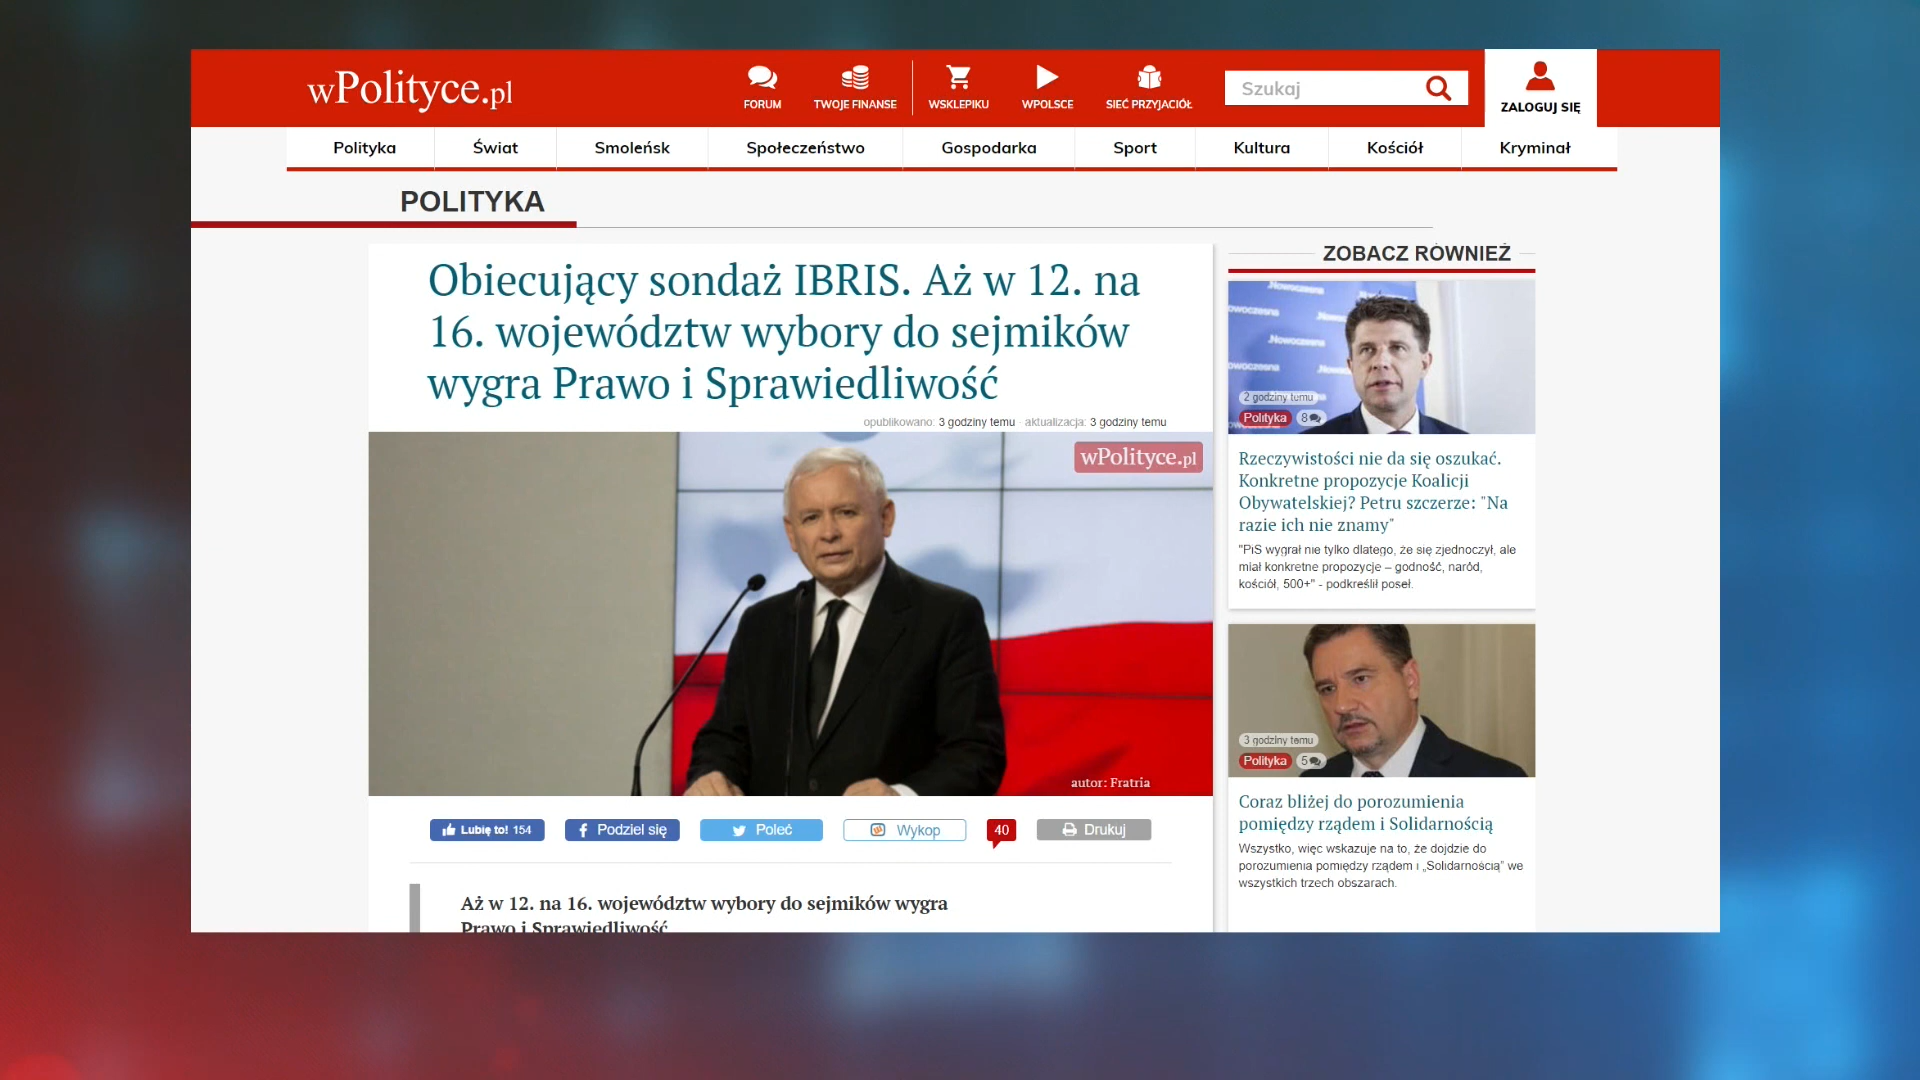 wPolityce.pl
FORUM
TWOJE FINANSE
WSKLEPIKU
WPOLSCE
SIEĆ PRZYJACIÓŁ
Szukaj
ZALOGUJ SIĘ
Polityka
Świat
Smoleńsk
Społeczeństwo
Gospodarka
Sport
Kultura
Kościół
Kryminał
POLITYKA
Obiecujący sondaż IBRIS. Aż w 12. na
16. województw wybory do sejmików
wygra Prawo i Sprawiedliwość
opublikowano: 3 godziny temu · aktualizacja: 3 godziny temu
wPolityce.pl
autor: Fratria
Lubię to! 154
Podziel się
Poleć
Wykop
40
Drukuj
Aż w 12. na 16. województw wybory do sejmików wygra
Prawo i Sprawiedliwość
ZOBACZ RÓWNIEŻ
.Nowoczesna
.Nowoczesna
2 godziny temu
Polityka
8
Rzeczywistości nie da się oszukać.
Konkretne propozycje Koalicji
Obywatelskiej? Petru szczerze: "Na
razie ich nie znamy"
"PiS wygrał nie tylko dlatego, że się zjednoczył, ale
miał konkretne propozycje – godność, naród,
kościół, 500+" - podkreślił poseł.
3 godziny temu
Polityka
5
Coraz bliżej do porozumienia
pomiędzy rządem i Solidarnością
Wszystko, więc wskazuje na to, że dojdzie do
porozumienia pomiędzy rządem i „Solidarnością” we
wszystkich trzech obszarach.